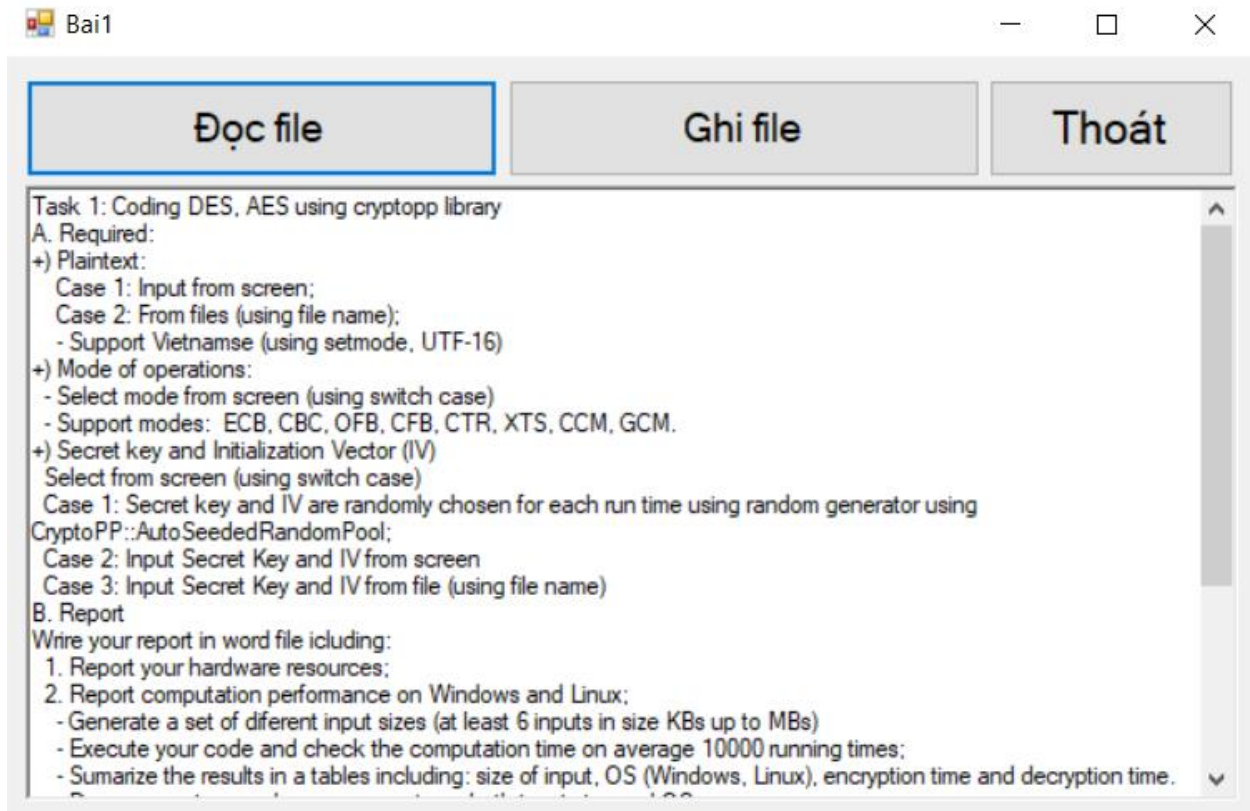 Bai1
Đọc file
Ghi file
Thoát
Task 1: Coding DES, AES using cryptopp library
A. Required:
+) Plaintext:
Case 1: Input from screen;
Case 2: From files (using file name);
- Support Vietnamse (using setmode, UTF-16)
+) Mode of operations:
- Select mode from screen (using switch case)
- Support modes:  ECB, CBC, OFB, CFB, CTR, XTS, CCM, GCM.
+) Secret key and Initialization Vector (IV)
Select from screen (using switch case)
Case 1: Secret key and IV are randomly chosen for each run time using random generator using
CryptoPP::AutoSeededRandomPool;
Case 2: Input Secret Key and IV from screen
Case 3: Input Secret Key and IV from file (using file name)
B. Report
Wrire your report in word file icluding:
1. Report your hardware resources;
2. Report computation performance on Windows and Linux;
- Generate a set of diferent input sizes (at least 6 inputs in size KBs up to MBs)
- Execute your code and check the computation time on average 10000 running times;
- Sumarize the results in a tables including: size of input, OS (Windows, Linux), encryption time and decryption time.